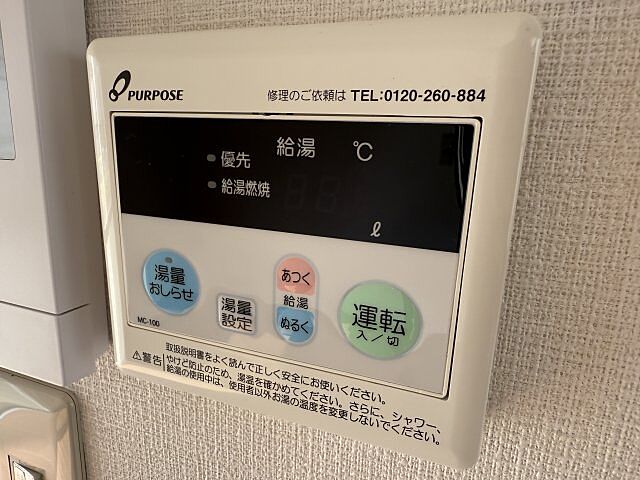 PURPOSE
修理のご依頼は TEL:0120-260-884
給湯 ℃
優先
給湯燃焼
ℓ
湯量
おしらせ
湯量
設定
あつく
給湯
ぬるく
運転
入/切
MC-100
取扱説明書をよく読んで正しく安全にお使いください。
⚠警告 やけど防止のため、湯温を確かめてください。さらに、シャワー、
給湯の使用中は、使用者以外お湯の温度を変更しないでください。